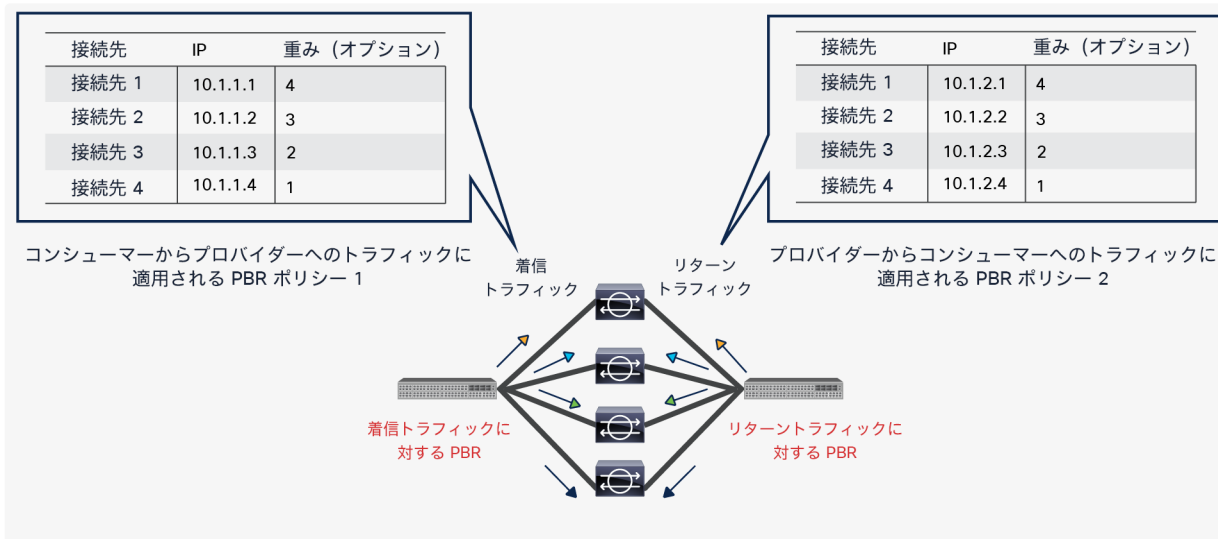 接続先 IP 重み（オプション）
接続先 1 10.1.1.1 4
接続先 2 10.1.1.2 3
接続先 3 10.1.1.3 2
接続先 4 10.1.1.4 1
接続先 IP 重み（オプション）
接続先 1 10.1.2.1 4
接続先 2 10.1.2.2 3
接続先 3 10.1.2.3 2
接続先 4 10.1.2.4 1
コンシューマーからプロバイダーへのトラフィックに
適用される PBR ポリシー 1
着信
トラフィック
リターン
トラフィック
プロバイダーからコンシューマーへのトラフィックに
適用される PBR ポリシー 2
着信トラフィックに
対する PBR
リターントラフィックに
対する PBR